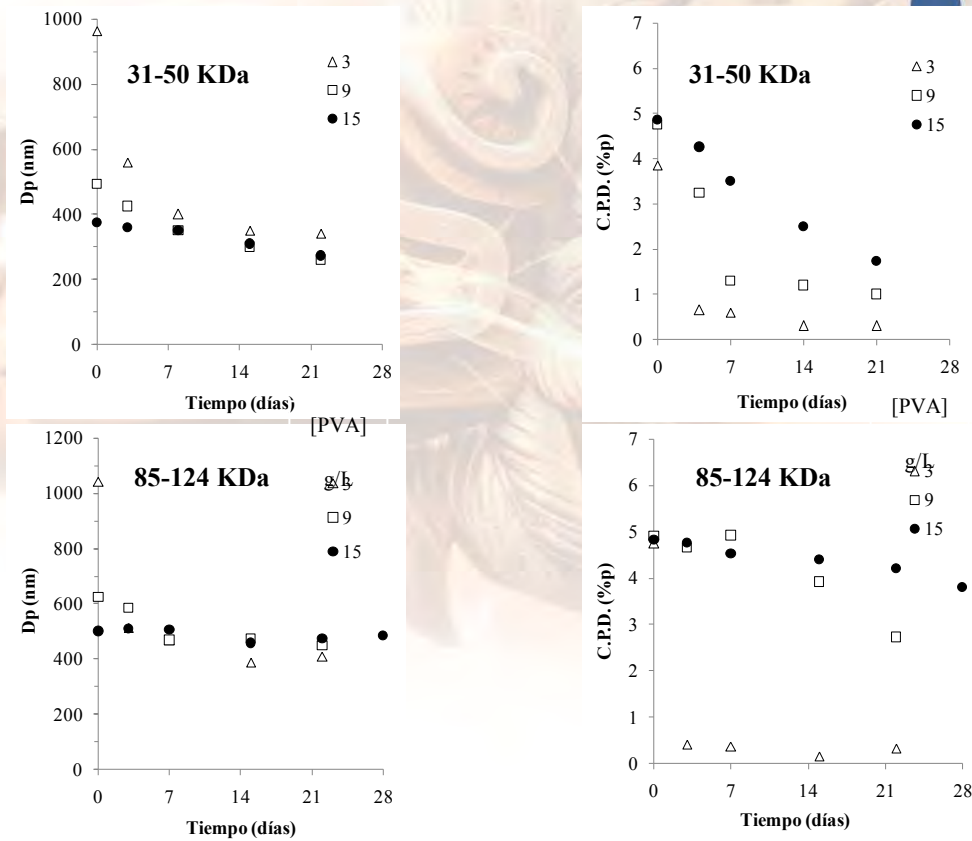 1000
800
600
400
200
0
Dp (nm)
31-50 KDa
3
9
15
0 7 14 21 28
Tiempo (días)
7
6
5
4
3
2
1
0
C.P.D. (%p)
31-50 KDa
3
9
15
0 7 14 21 28
Tiempo (días)
[PVA]
g/L
1200
1000
800
600
400
200
0
Dp (nm)
85-124 KDa
3
9
15
0 7 14 21 28
Tiempo (días)
[PVA]
g/L
7
6
5
4
3
2
1
0
C.P.D. (%p)
85-124 KDa
3
9
15
0 7 14 21 28
Tiempo (días)